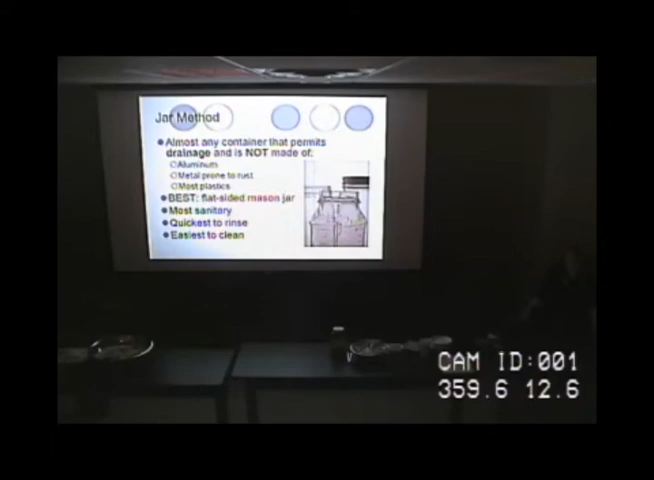 Jar Method
Almost any container that permits
drainage and is NOT made of:
Aluminum
Metal prone to rust
Most plastics
BEST: flat-sided mason jar
Most sanitary
Quickest to rinse
Easiest to clean
CAM ID:001
359.6 12.6